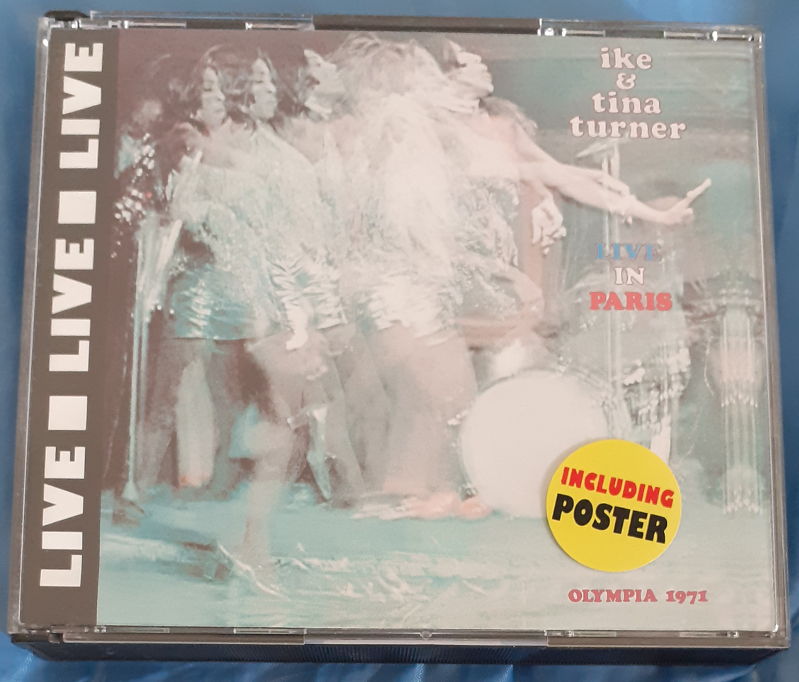 LIVE ■ LIVE ■ LIVE
ike
&
tina
turner
LIVE
IN
PARIS
INCLUDING
POSTER
OLYMPIA 1971